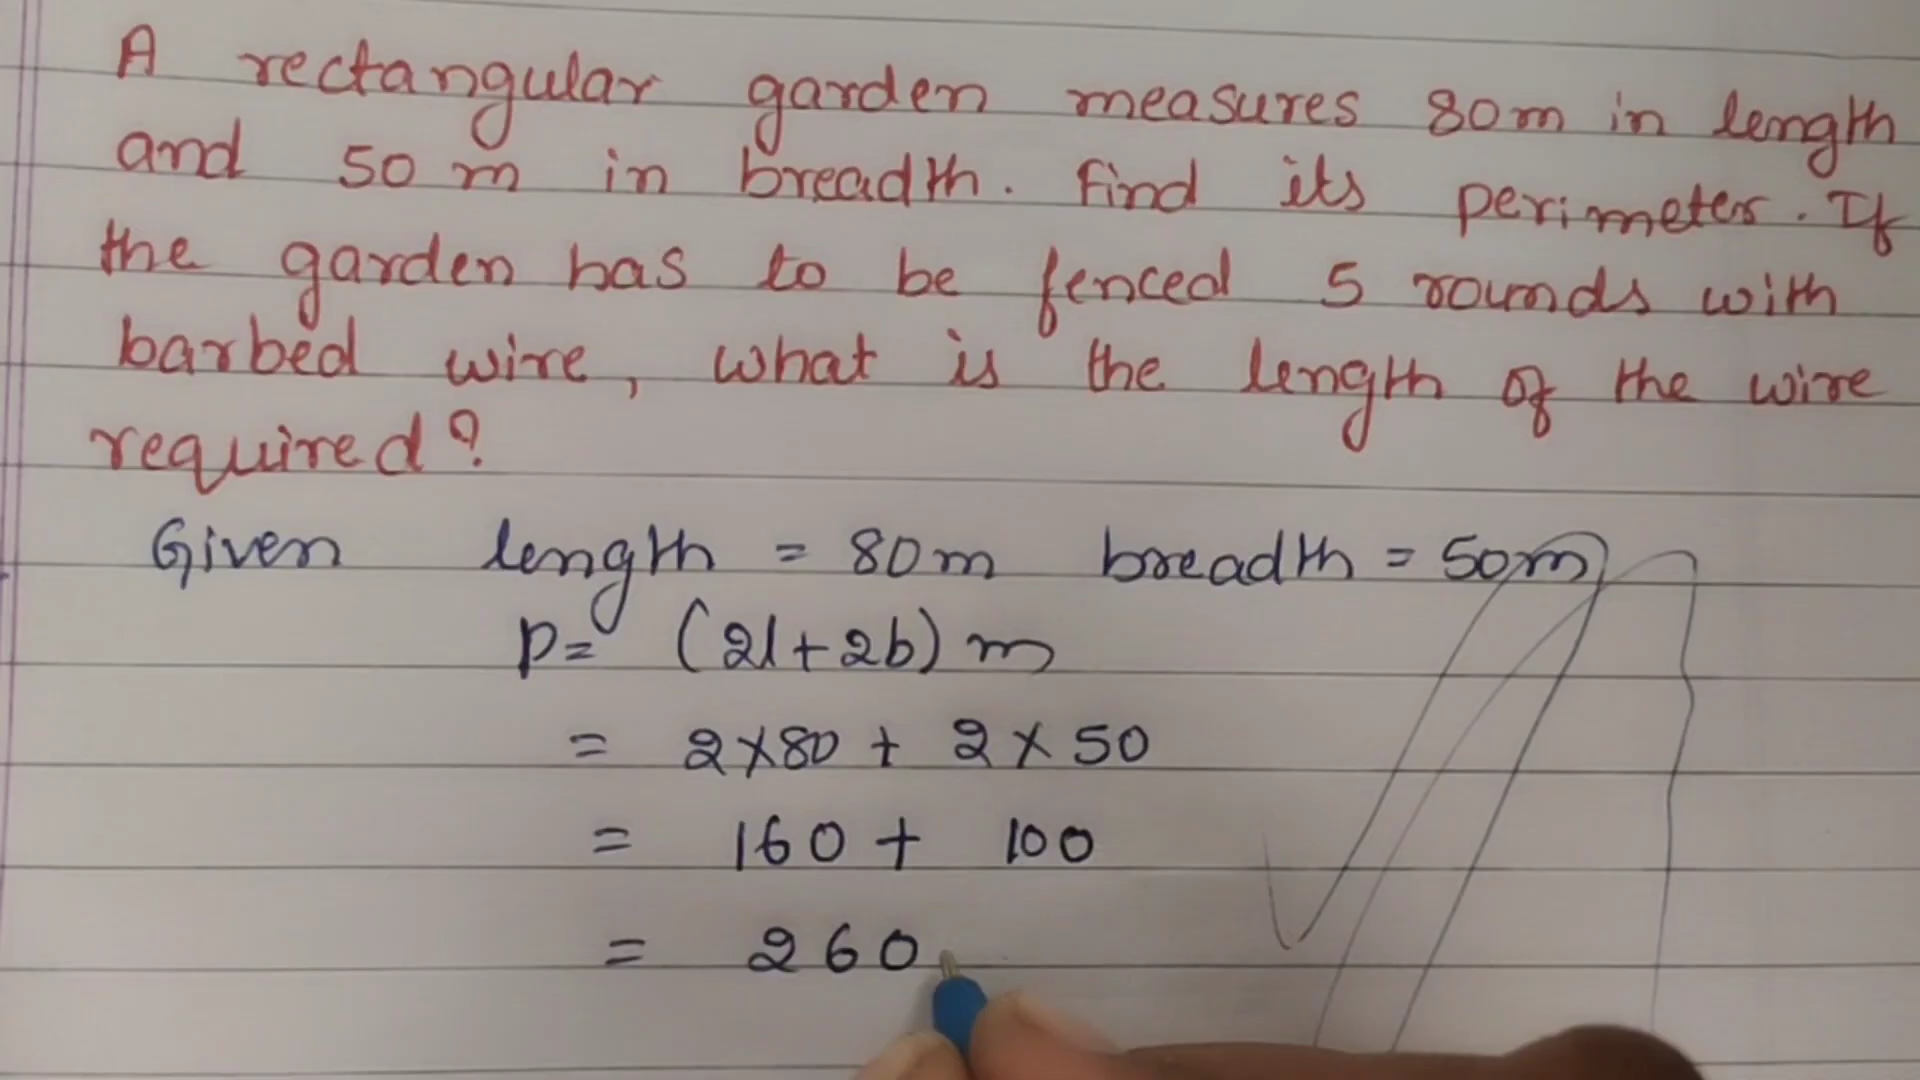 A rectangular garden measures 80m in length
and 50 m in breadth. Find its perimeter. If
the garden has to be fenced 5 rounds with
barbed wire, what is the length of the wire
required?
Given length = 80m breadth = 50m
P= (2l+2b) m
= 2×80 + 2×50
= 160 + 100
= 260